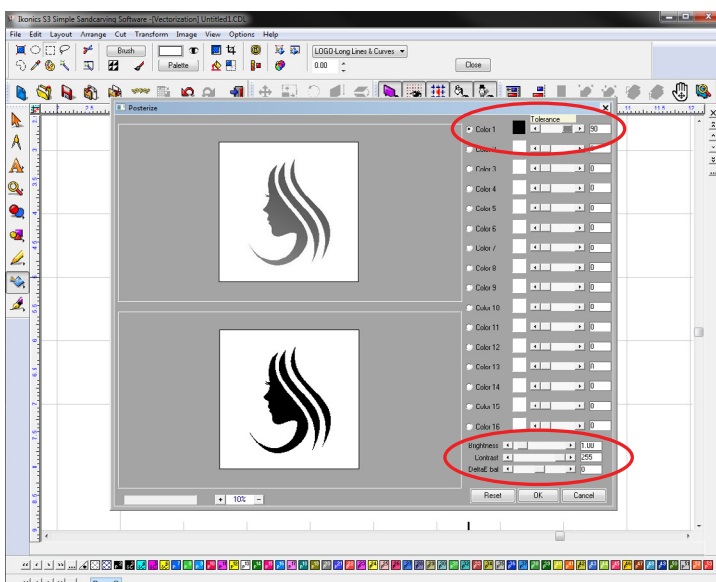 Ikonics S3 Simple Sandcarving Software -[Vectorization] Untitled1.CDL
File Edit Layout Arrange Cut Transform Image View Options Help
Brush
LOGO-Long Lines & Curves
Palette
0.00
Close
Posterize
Tolerance
Color 1 90
Color 2
Color 3 0
Color 4 0
Color 5 0
Color 6 0
Color 7 0
Color 8 0
Color 9 0
Color 10 0
Color 11 0
Color 12 0
Color 13 0
Color 14 0
Color 15 0
Color 16 0
Brightness 1.00
Contrast 255
DeltaE bal 0
+ 10% -
Reset OK Cancel